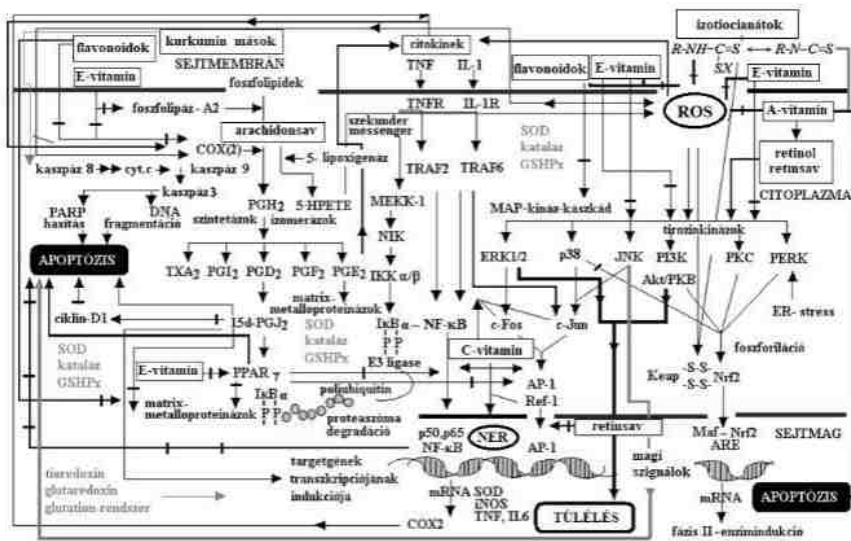 flavonoidok
kurkumin mások
E-vitamin
SEJTMEMBRÁN
foszfolipidek
foszfolipáz-A2
arachidonsav
COX(2)
5- lipoxigenáz
kaszpáz 8
cyt.c
kaszpáz 9
kaszpáz3
PARP
hasítás
DNA
fragmentáció
APOPTÓZIS
PGH2
5-HPETE
szintetázok
izomerázok
TXA2
PGI2
PGD2
PGF2
PGE2
matrix-
metalloproteinázok
ciklin-D1
15d-PGJ2
SOD
kataláz
GSHPx
SOD
kataláz
GSHPx
E-vitamin
PPAR γ
matrix-
metalloproteinázok
IκB α
P P
poliubiquitin
proteaszóma
degradáció
E3 ligase
citokinek
TNF
IL-1
TNFR
IL-1R
szekunder
messenger
TRAF2
TRAF6
MEKK-1
NIK
IKK α/β
IκB α – NF-κB
P P
SOD
kataláz
GSHPx
flavonoidok
E-vitamin
izotiocianátok
R-NH-C=S
R-N-C=S
SX
E-vitamin
ROS
A-vitamin
retinol
retinsav
CITOPLAZMA
MAP-kináz-kaszkád
tirozinkinázok
ERK1/2
p38
JNK
PI3K
PKC
PERK
Akt/PKB
ER- stress
c-Fos
c-Jun
foszforiláció
C-vitamin
AP-1
Ref-1
Keap
-S-S-
-S-S-
Nrf2
p50,p65
NF-κB
NER
AP-1
retinsav
Maf – Nrf2
ARE
SEJTMAG
magi
szignálok
tioredoxin
glutaredoxin
glutation-rendszer
targetgének
transzkripciójának
indukciója
mRNA
SOD
iNOS
TNF, IL6
COX2
TÚLÉLÉS
mRNA
APOPTÓZIS
fázis II -enzimindukció